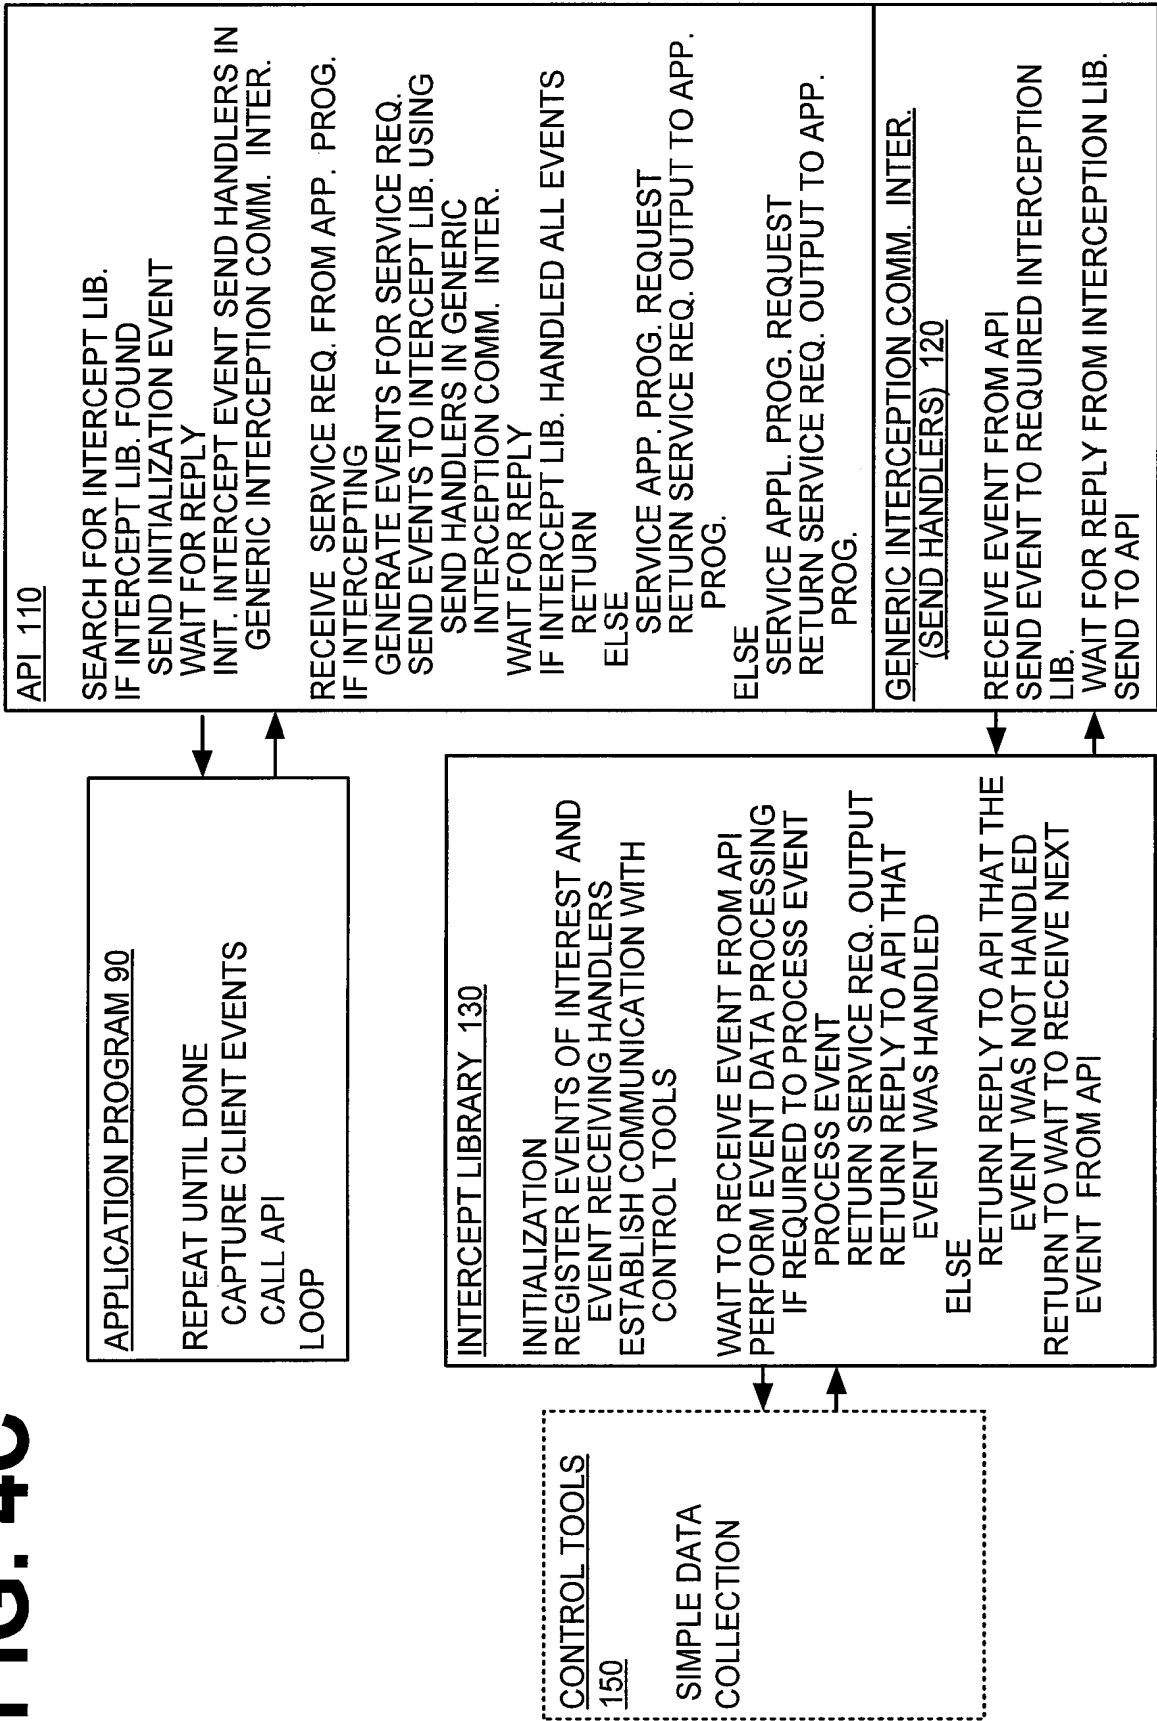 FIG. 4C
APPLICATION PROGRAM 90
REPEAT UNTIL DONE
CAPTURE CLIENT EVENTS
CALL API
LOOP
API 110
SEARCH FOR INTERCEPT LIB.
IF INTERCEPT LIB. FOUND
SEND INITIALIZATION EVENT
WAIT FOR REPLY
INIT. INTERCEPT EVENT SEND HANDLERS IN
GENERIC INTERCEPTION COMM. INTER.
RECEIVE SERVICE REQ. FROM APP. PROG.
IF INTERCEPTING
GENERATE EVENTS FOR SERVICE REQ.
SEND EVENTS TO INTERCEPT LIB. USING
SEND HANDLERS IN GENERIC
INTERCEPTION COMM. INTER.
WAIT FOR REPLY
IF INTERCEPT LIB. HANDLED ALL EVENTS
RETURN
ELSE
SERVICE APP. PROG. REQUEST
RETURN SERVICE REQ. OUTPUT TO APP.
PROG.
ELSE
SERVICE APPL. PROG. REQUEST
RETURN SERVICE REQ. OUTPUT TO APP.
PROG.
GENERIC INTERCEPTION COMM. INTER.
(SEND HANDLERS) 120
RECEIVE EVENT FROM API
SEND EVENT TO REQUIRED INTERCEPTION
LIB.
WAIT FOR REPLY FROM INTERCEPTION LIB.
SEND TO API
INTERCEPT LIBRARY 130
INITIALIZATION
REGISTER EVENTS OF INTEREST AND
EVENT RECEIVING HANDLERS
ESTABLISH COMMUNICATION WITH
CONTROL TOOLS
WAIT TO RECEIVE EVENT FROM API
PERFORM EVENT DATA PROCESSING
IF REQUIRED TO PROCESS EVENT
PROCESS EVENT
RETURN SERVICE REQ. OUTPUT
RETURN REPLY TO API THAT
EVENT WAS HANDLED
ELSE
RETURN REPLY TO API THAT THE
EVENT WAS NOT HANDLED
RETURN TO WAIT TO RECEIVE NEXT
EVENT FROM API
CONTROL TOOLS
150
SIMPLE DATA
COLLECTION